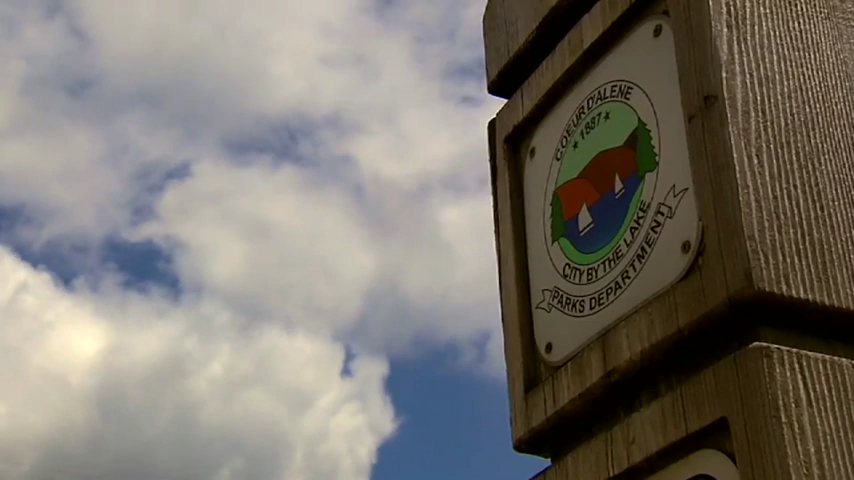 COEUR D'ALENE
★ 1887 ★
CITY BY THE LAKE
PARKS DEPARTMENT